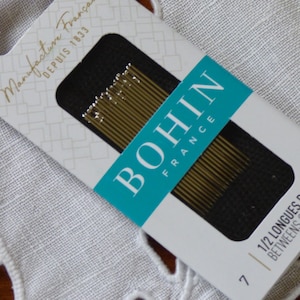 Manufacture Française
DEPUIS 1833
BOHIN
FRANCE
7
1/2 LONGUES
BETWEENS